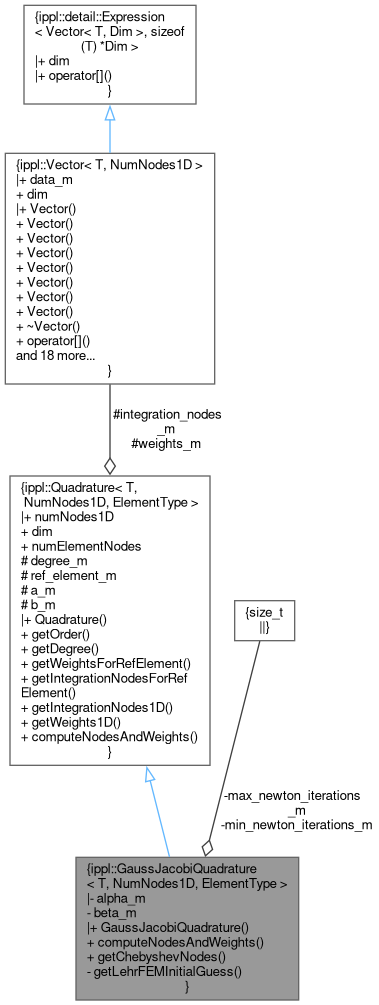 {ippl::detail::Expression
< Vector< T, Dim >, sizeof
(T) *Dim >
|+ dim
|+ operator[]()
}
{ippl::Vector< T, NumNodes1D >
|+ data_m
+ dim
|+ Vector()
+ Vector()
+ Vector()
+ Vector()
+ Vector()
+ Vector()
+ Vector()
+ Vector()
+ ~Vector()
+ operator[]()
and 18 more...
}
#integration_nodes
_m
#weights_m
{ippl::Quadrature< T,
NumNodes1D, ElementType >
|+ numNodes1D
+ dim
+ numElementNodes
# degree_m
# ref_element_m
# a_m
# b_m
|+ Quadrature()
+ getOrder()
+ getDegree()
+ getWeightsForRefElement()
+ getIntegrationNodesForRef
Element()
+ getIntegrationNodes1D()
+ getWeights1D()
+ computeNodesAndWeights()
}
{size_t
||}
-max_newton_iterations
_m
-min_newton_iterations_m
{ippl::GaussJacobiQuadrature
< T, NumNodes1D, ElementType >
|- alpha_m
- beta_m
|+ GaussJacobiQuadrature()
+ computeNodesAndWeights()
+ getChebyshevNodes()
- getLehrFEMInitialGuess()
}